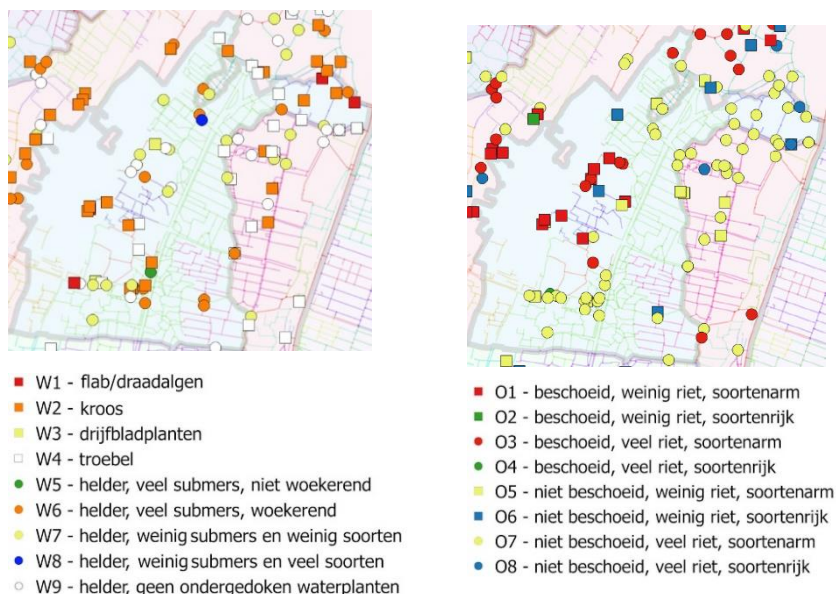 W1 - flab/draadalgen
W2 - kroos
W3 - drijfbladplanten
W4 - troebel
W5 - helder, veel submers, niet woekerend
W6 - helder, veel submers, woekerend
W7 - helder, weinig submers en weinig soorten
W8 - helder, weinig submers en veel soorten
W9 - helder, geen ondergedoken waterplanten
O1 - beschoeid, weinig riet, soortenarm
O2 - beschoeid, weinig riet, soortenrijk
O3 - beschoeid, veel riet, soortenarm
O4 - beschoeid, veel riet, soortenrijk
O5 - niet beschoeid, weinig riet, soortenarm
O6 - niet beschoeid, weinig riet, soortenrijk
O7 - niet beschoeid, veel riet, soortenarm
O8 - niet beschoeid, veel riet, soortenrijk